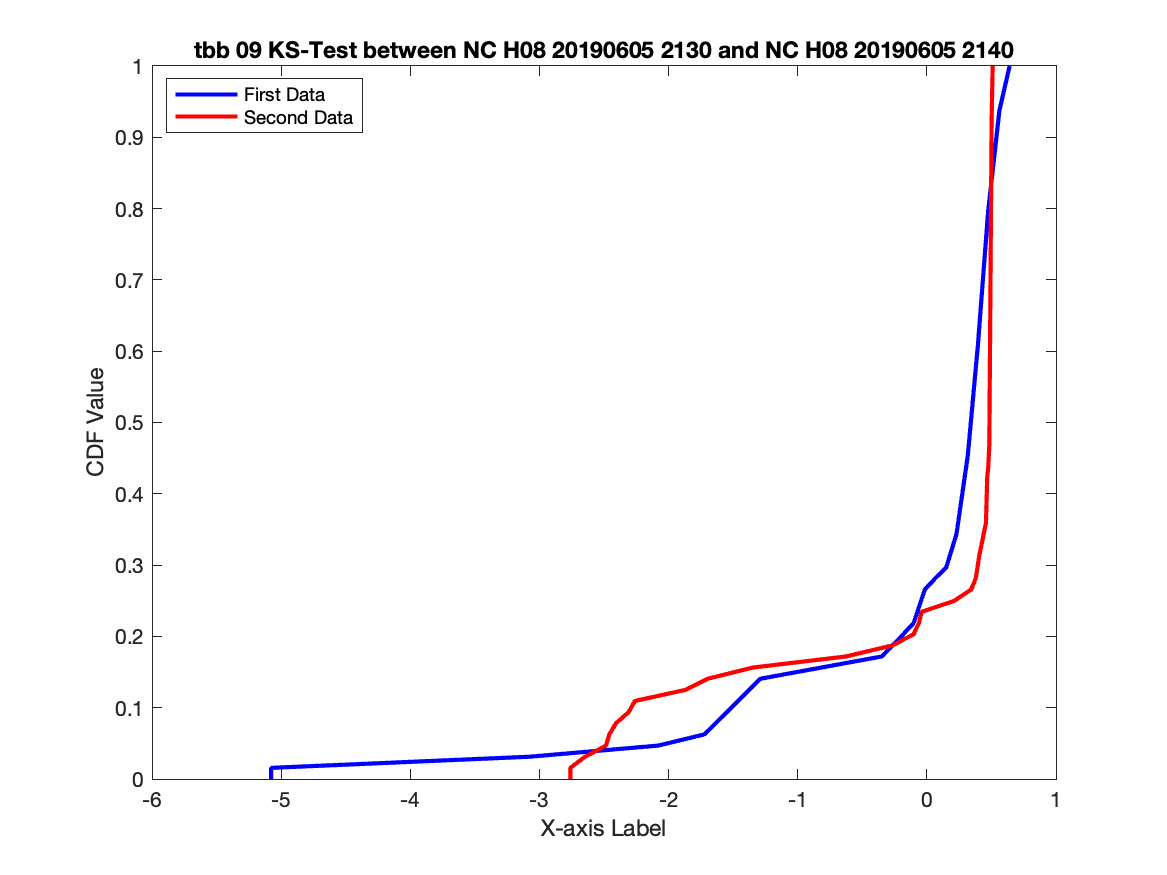 tbb 09 KS-Test between NC H08 20190605 2130 and NC H08 20190605 2140
First Data
Second Data
1
0.9
0.8
0.7
0.6
0.5
0.4
0.3
0.2
0.1
0
CDF Value
-6 -5 -4 -3 -2 -1 0 1
X-axis Label